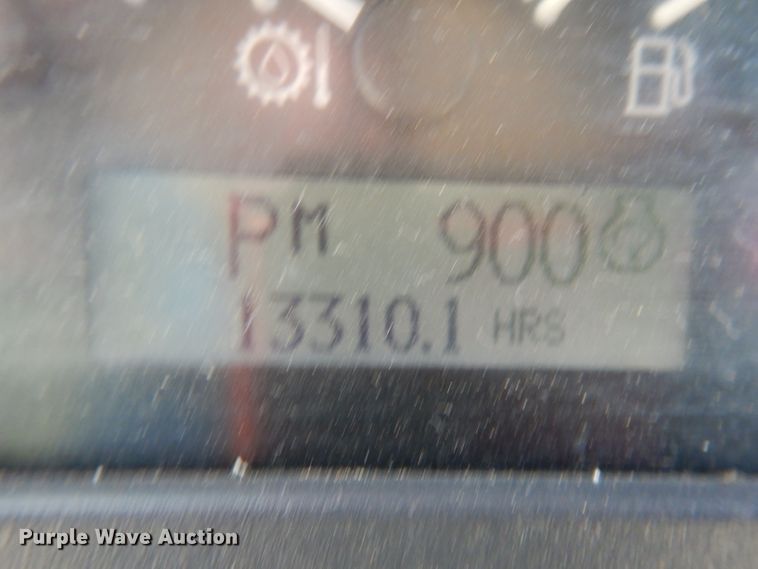 PM 900
13310.1 HRS
Purple Wave Auction